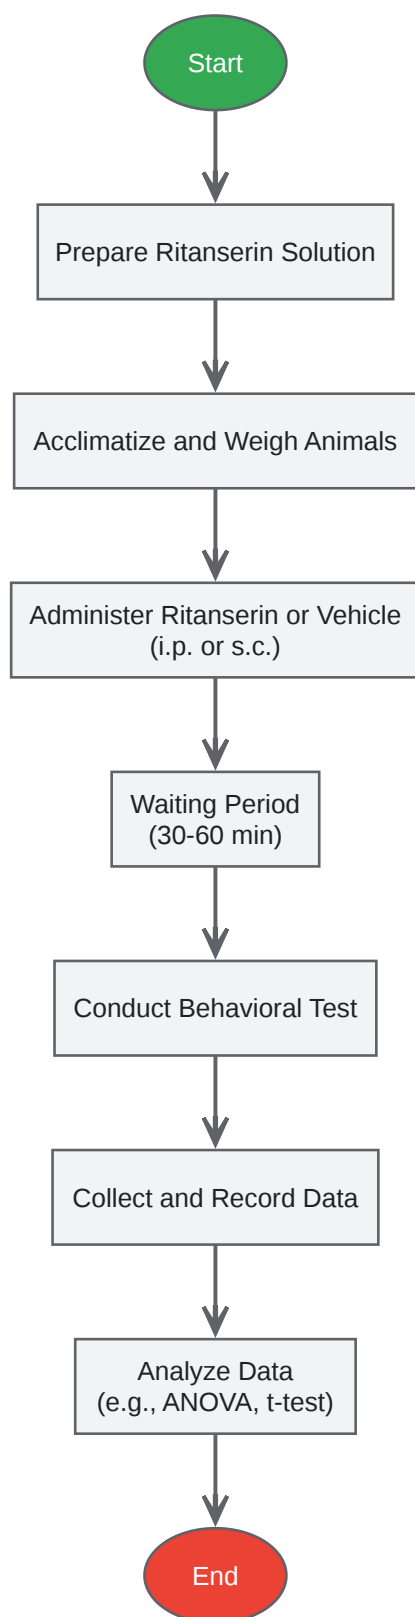 Start
Prepare Ritanserin Solution
Acclimatize and Weigh Animals
Administer Ritanserin or Vehicle
(i.p. or s.c.)
Waiting Period
(30-60 min)
Conduct Behavioral Test
Collect and Record Data
Analyze Data
(e.g., ANOVA, t-test)
End